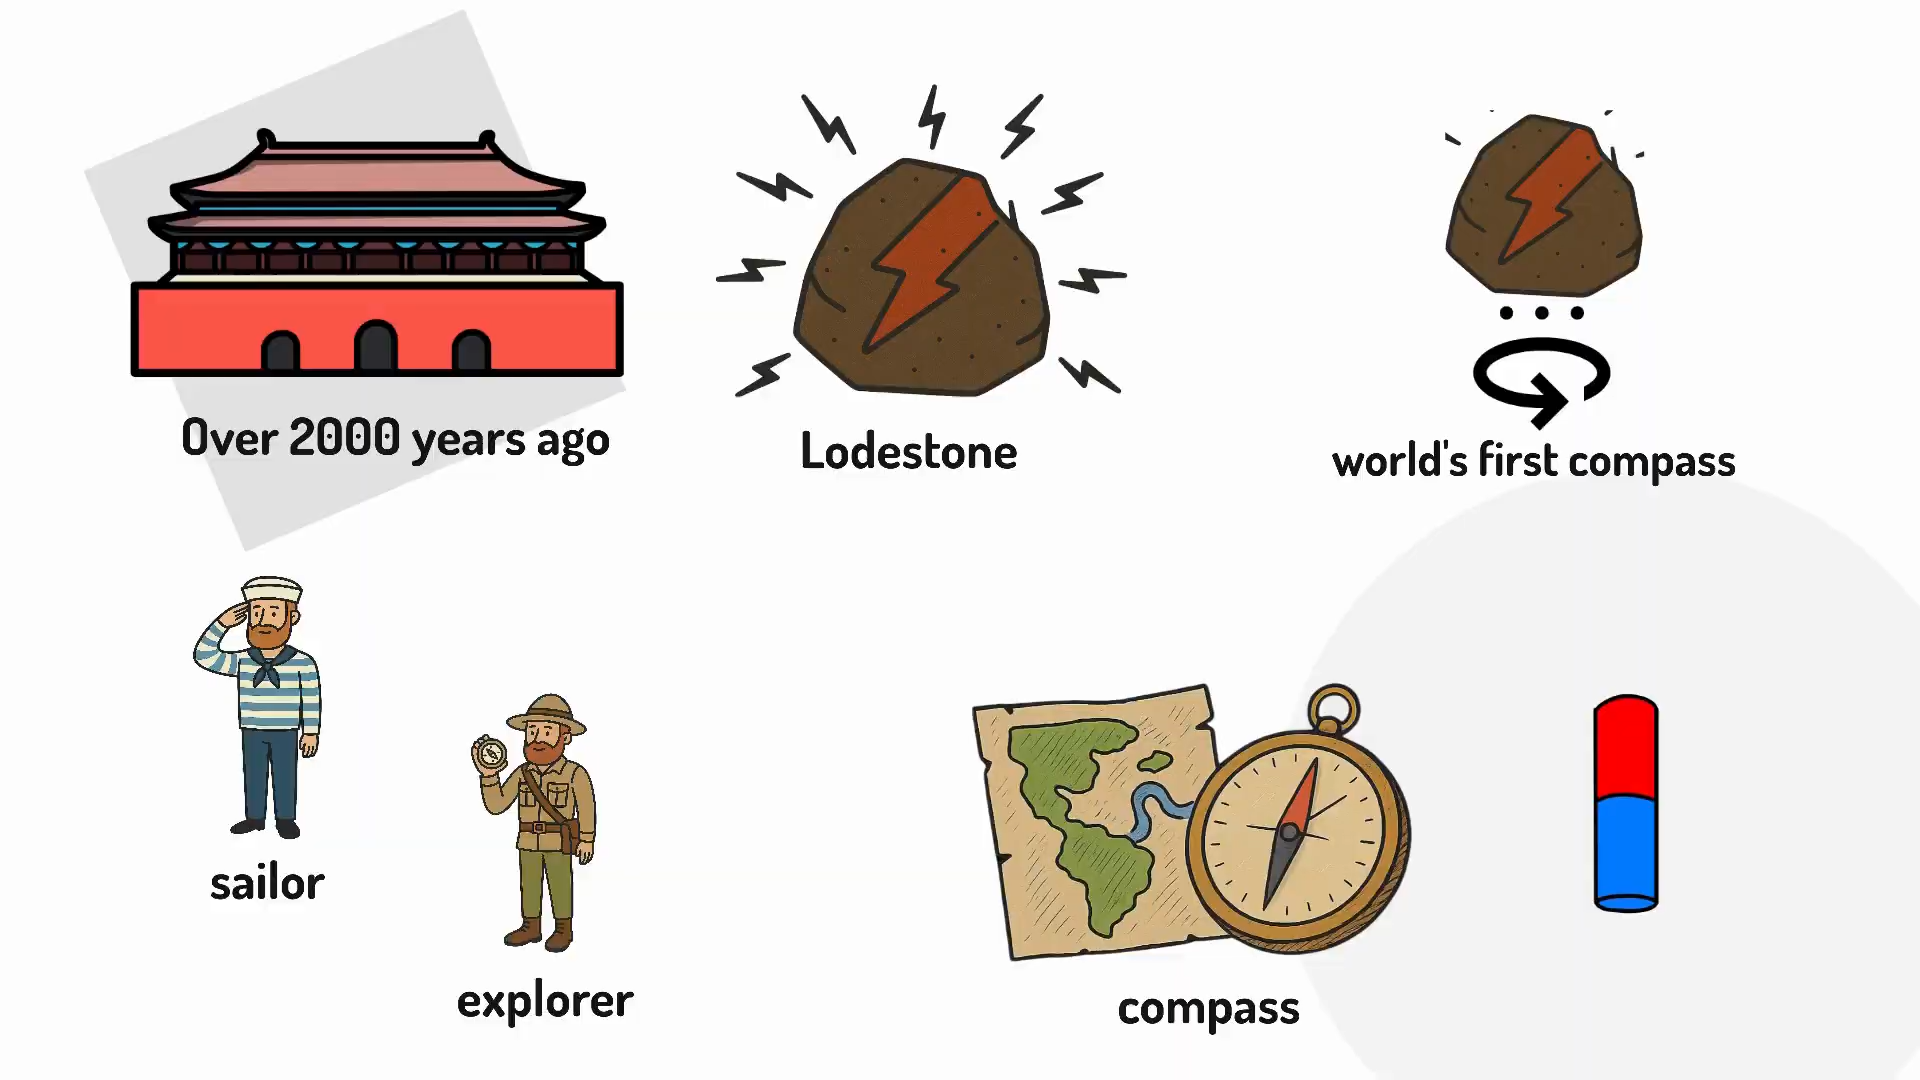 Over 2000 years ago
Lodestone
world's first compass
sailor
explorer
compass